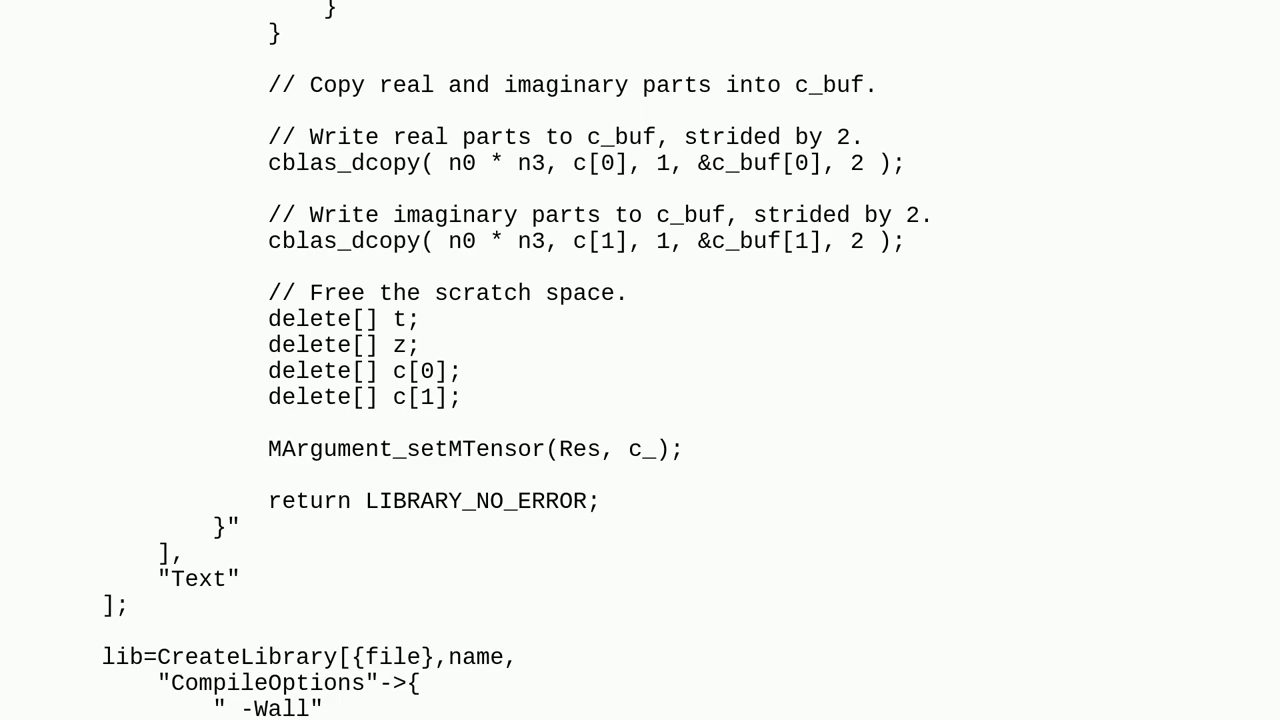 }
}
// Copy real and imaginary parts into c_buf.
// Write real parts to c_buf, strided by 2.
cblas_dcopy( n0 * n3, c[0], 1, &c_buf[0], 2 );
// Write imaginary parts to c_buf, strided by 2.
cblas_dcopy( n0 * n3, c[1], 1, &c_buf[1], 2 );
// Free the scratch space.
delete[] t;
delete[] z;
delete[] c[0];
delete[] c[1];
MArgument_setMTensor(Res, c_);
return LIBRARY_NO_ERROR;
}"
],
"Text"
];
lib=CreateLibrary[{file},name,
"CompileOptions"->{
" -Wall"